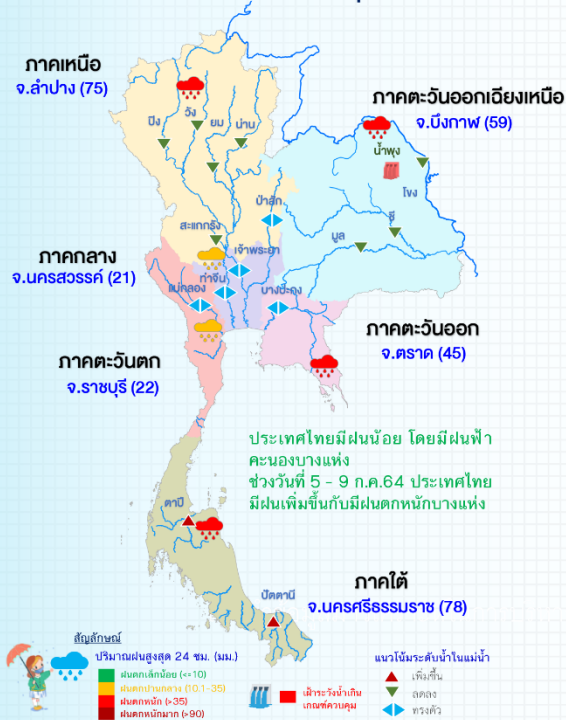 ภาคเหนือ
จ.ลำปาง (75)
ภาคตะวันออกเฉียงเหนือ
จ.บึงกาฬ (59)
ปิง
วัง
ยม
น่าน
น้ำพุง
โขง
ป่าสัก
ชี
มูล
สะแกกรัง
เจ้าพระยา
ภาคกลาง
จ.นครสวรรค์ (21)
แม่กลอง
ท่าจีน
บางปะกง
ภาคตะวันออก
จ.ตราด (45)
ภาคตะวันตก
จ.ราชบุรี (22)
ประเทศไทยมีฝนน้อย โดยมีฝนฟ้า
คะนองบางแห่ง
ช่วงวันที่ 5 - 9 ก.ค.64 ประเทศไทย
มีฝนเพิ่มขึ้นกับมีฝนตกหนักบางแห่ง
ตาปี
ปัตตานี
ภาคใต้
จ.นครศรีธรรมราช (78)
สัญลักษณ์
ปริมาณฝนสูงสุด 24 ชม. (มม.)
ฝนตกเล็กน้อย (<=10)
ฝนตกปานกลาง (10.1-35)
ฝนตกหนัก (>35)
ฝนตกหนักมาก (>90)
เฝ้าระวังน้ำเกิน
เกณฑ์ควบคุม
แนวโน้มระดับน้ำในแม่น้ำ
เพิ่มขึ้น
ลดลง
ทรงตัว